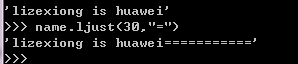 'lizexiong is huawei'
>>> name.ljust(30,"=")
'lizexiong is huawei==========='
>>>